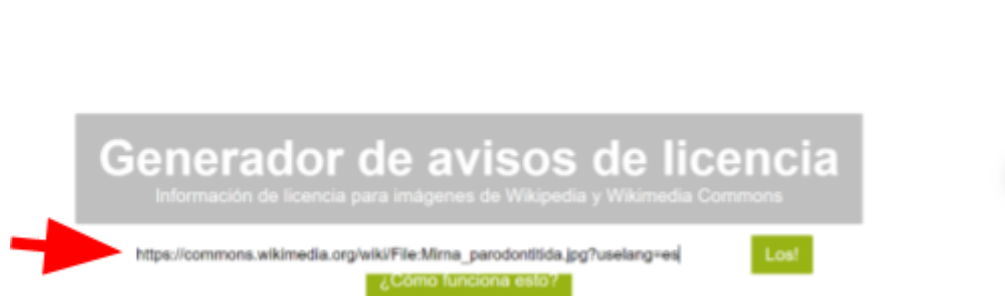 Generador de avisos de licencia
Información de licencia para imágenes de Wikipedia y Wikimedia Commons
https://commons.wikimedia.org/wiki/File:Mirna_parodontitida.jpg?uselang=es
Los!
¿Cómo funciona esto?